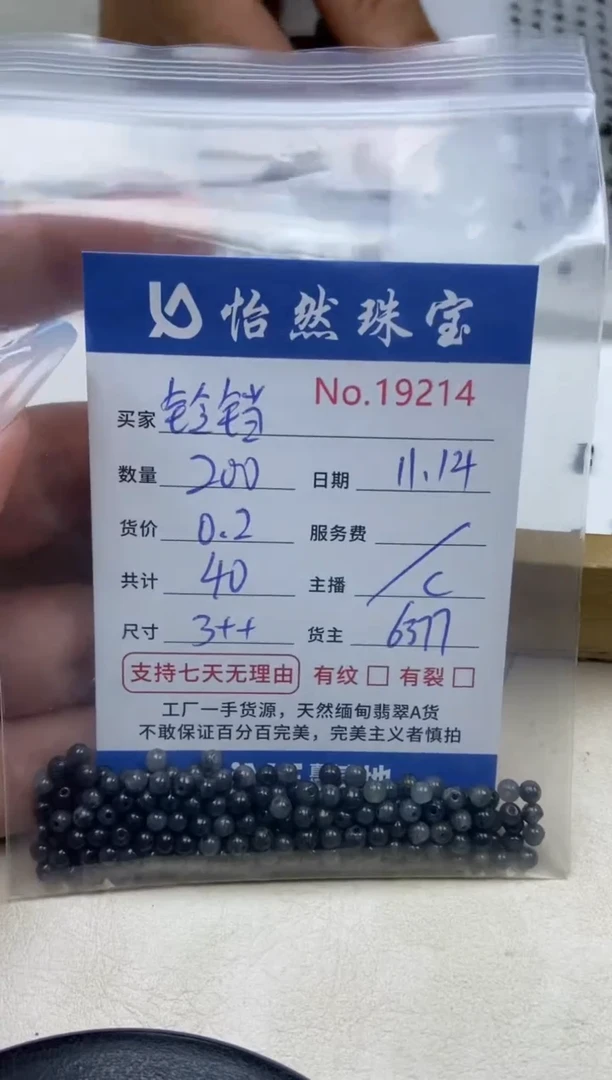 怡然珠宝
No.19214
买家 铃铛
数量 200 日期 11.14
货价 0.2 服务费 /
共计 40 主播 C
尺寸 3++ 货主 6377
支持七天无理由 有纹 □ 有裂 □
工厂一手货源，天然缅甸翡翠A货
不敢保证百分百完美，完美主义者慎拍